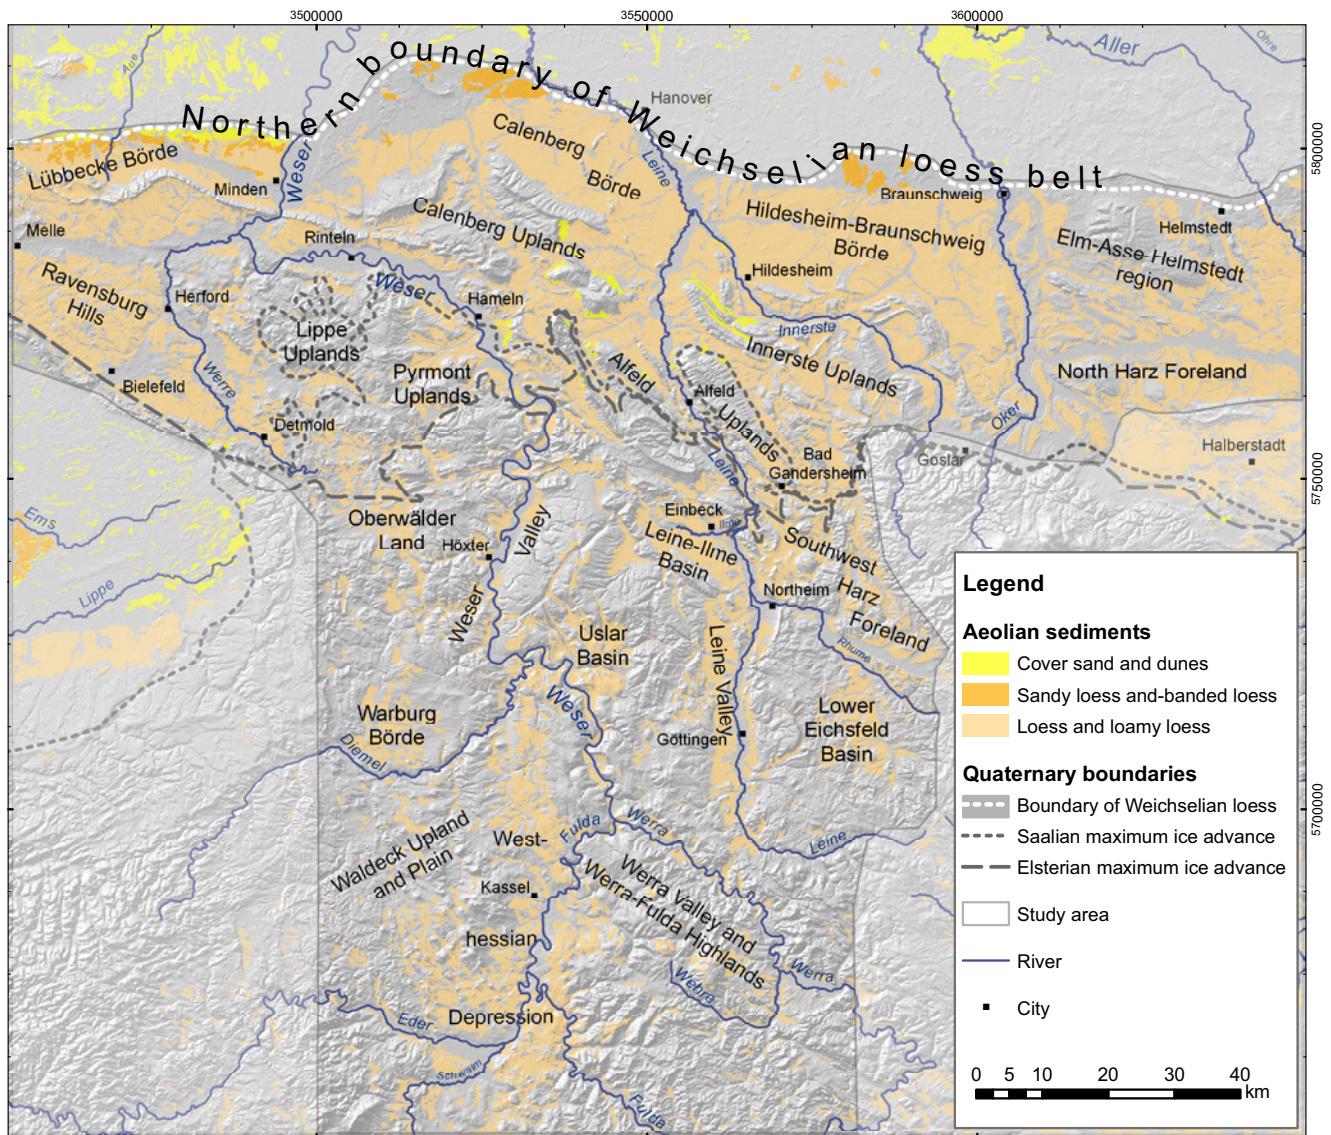 3500000
3550000
3600000
Aue
Aller
Ohre
Northern boundary of Weichselian loess belt
Hanover
5800000
Lübbecke Börde
Minden
Weser
Calenberg
Börde
Leine
Braunschweig
Melle
Rinteln
Calenberg Uplands
Hildesheim-Braunschweig
Börde
Helmstedt
Elm-Asse-Helmstedt
region
Ravensburg
Hills
Herford
Weser
Hameln
Hildesheim
Innerste
Lippe
Uplands
Innerste Uplands
Bielefeld
Werre
Pyrmont
Uplands
Alfeld
Alfeld
Uplands
North Harz Foreland
Detmold
Oker
Bad
Gandersheim
Goslar
Halberstadt
Leine
5750000
Ems
Oberwälder
Land
Höxter
Valley
Weser
Einbeck
Ilme
Leine-Ilme
Basin
Southwest
Harz
Foreland
Lippe
Northeim
Uslar
Basin
Leine Valley
Rhume
Warburg
Börde
Diemel
Weser
Göttingen
Lower
Eichsfeld
Basin
5700000
Waldeck Upland
and Plain
West-
Fulda
Werra
Leine
Kassel
Werra Valley and
Werra-Fulda Highlands
hessian
Werra
Wehre
Eder
Depression
Schwalm
Fulda
Legend
Aeolian sediments
Cover sand and dunes
Sandy loess and-banded loess
Loess and loamy loess
Quaternary boundaries
Boundary of Weichselian loess
Saalian maximum ice advance
Elsterian maximum ice advance
Study area
River
City
0 5 10 20 30 40
km